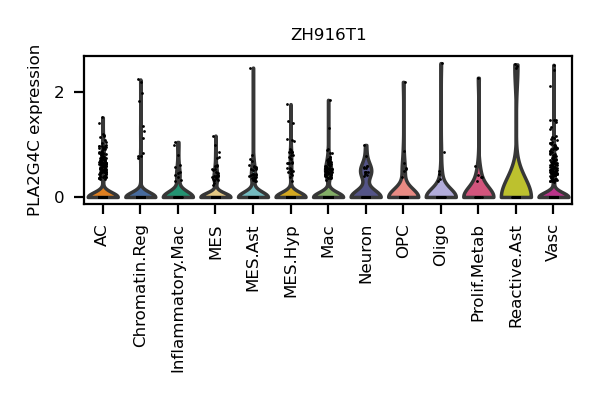 ZH916T1
PLA2G4C expression
2
0
AC
Chromatin.Reg
Inflammatory.Mac
MES
MES.Ast
MES.Hyp
Mac
Neuron
OPC
Oligo
Prolif.Metab
Reactive.Ast
Vasc